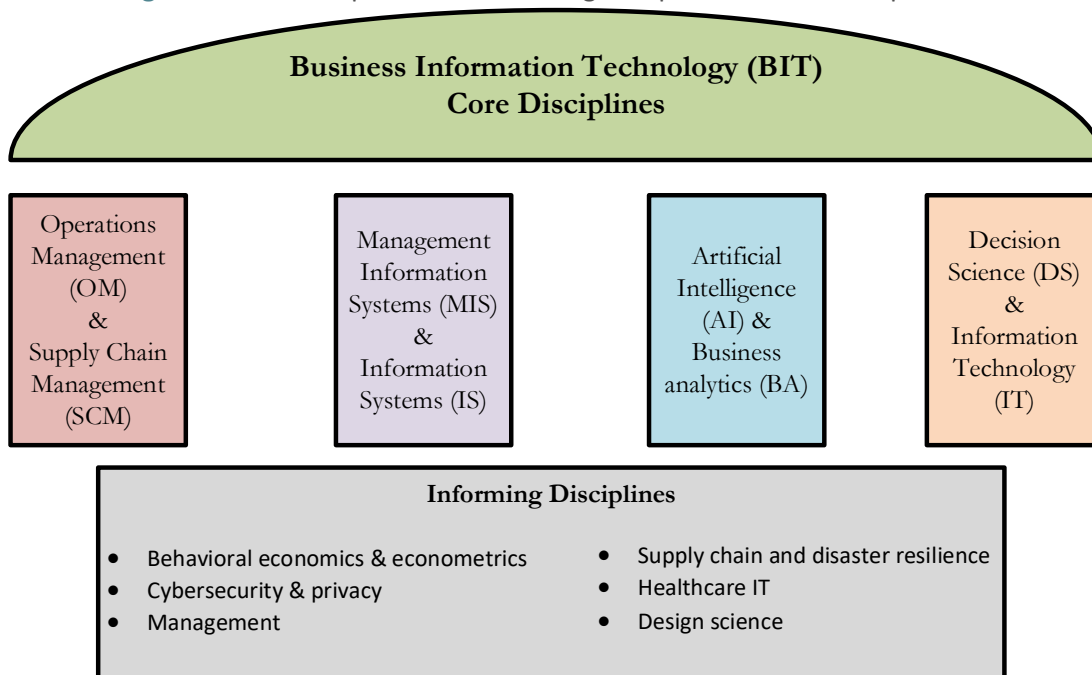 Business Information Technology (BIT)
Core Disciplines
Operations
Management
(OM)
&
Supply Chain
Management
(SCM)
Management
Information
Systems (MIS)
&
Information
Systems (IS)
Artificial
Intelligence
(AI) &
Business
analytics (BA)
Decision
Science (DS)
&
Information
Technology
(IT)
Informing Disciplines
• Behavioral economics & econometrics
• Cybersecurity & privacy
• Management
• Supply chain and disaster resilience
• Healthcare IT
• Design science